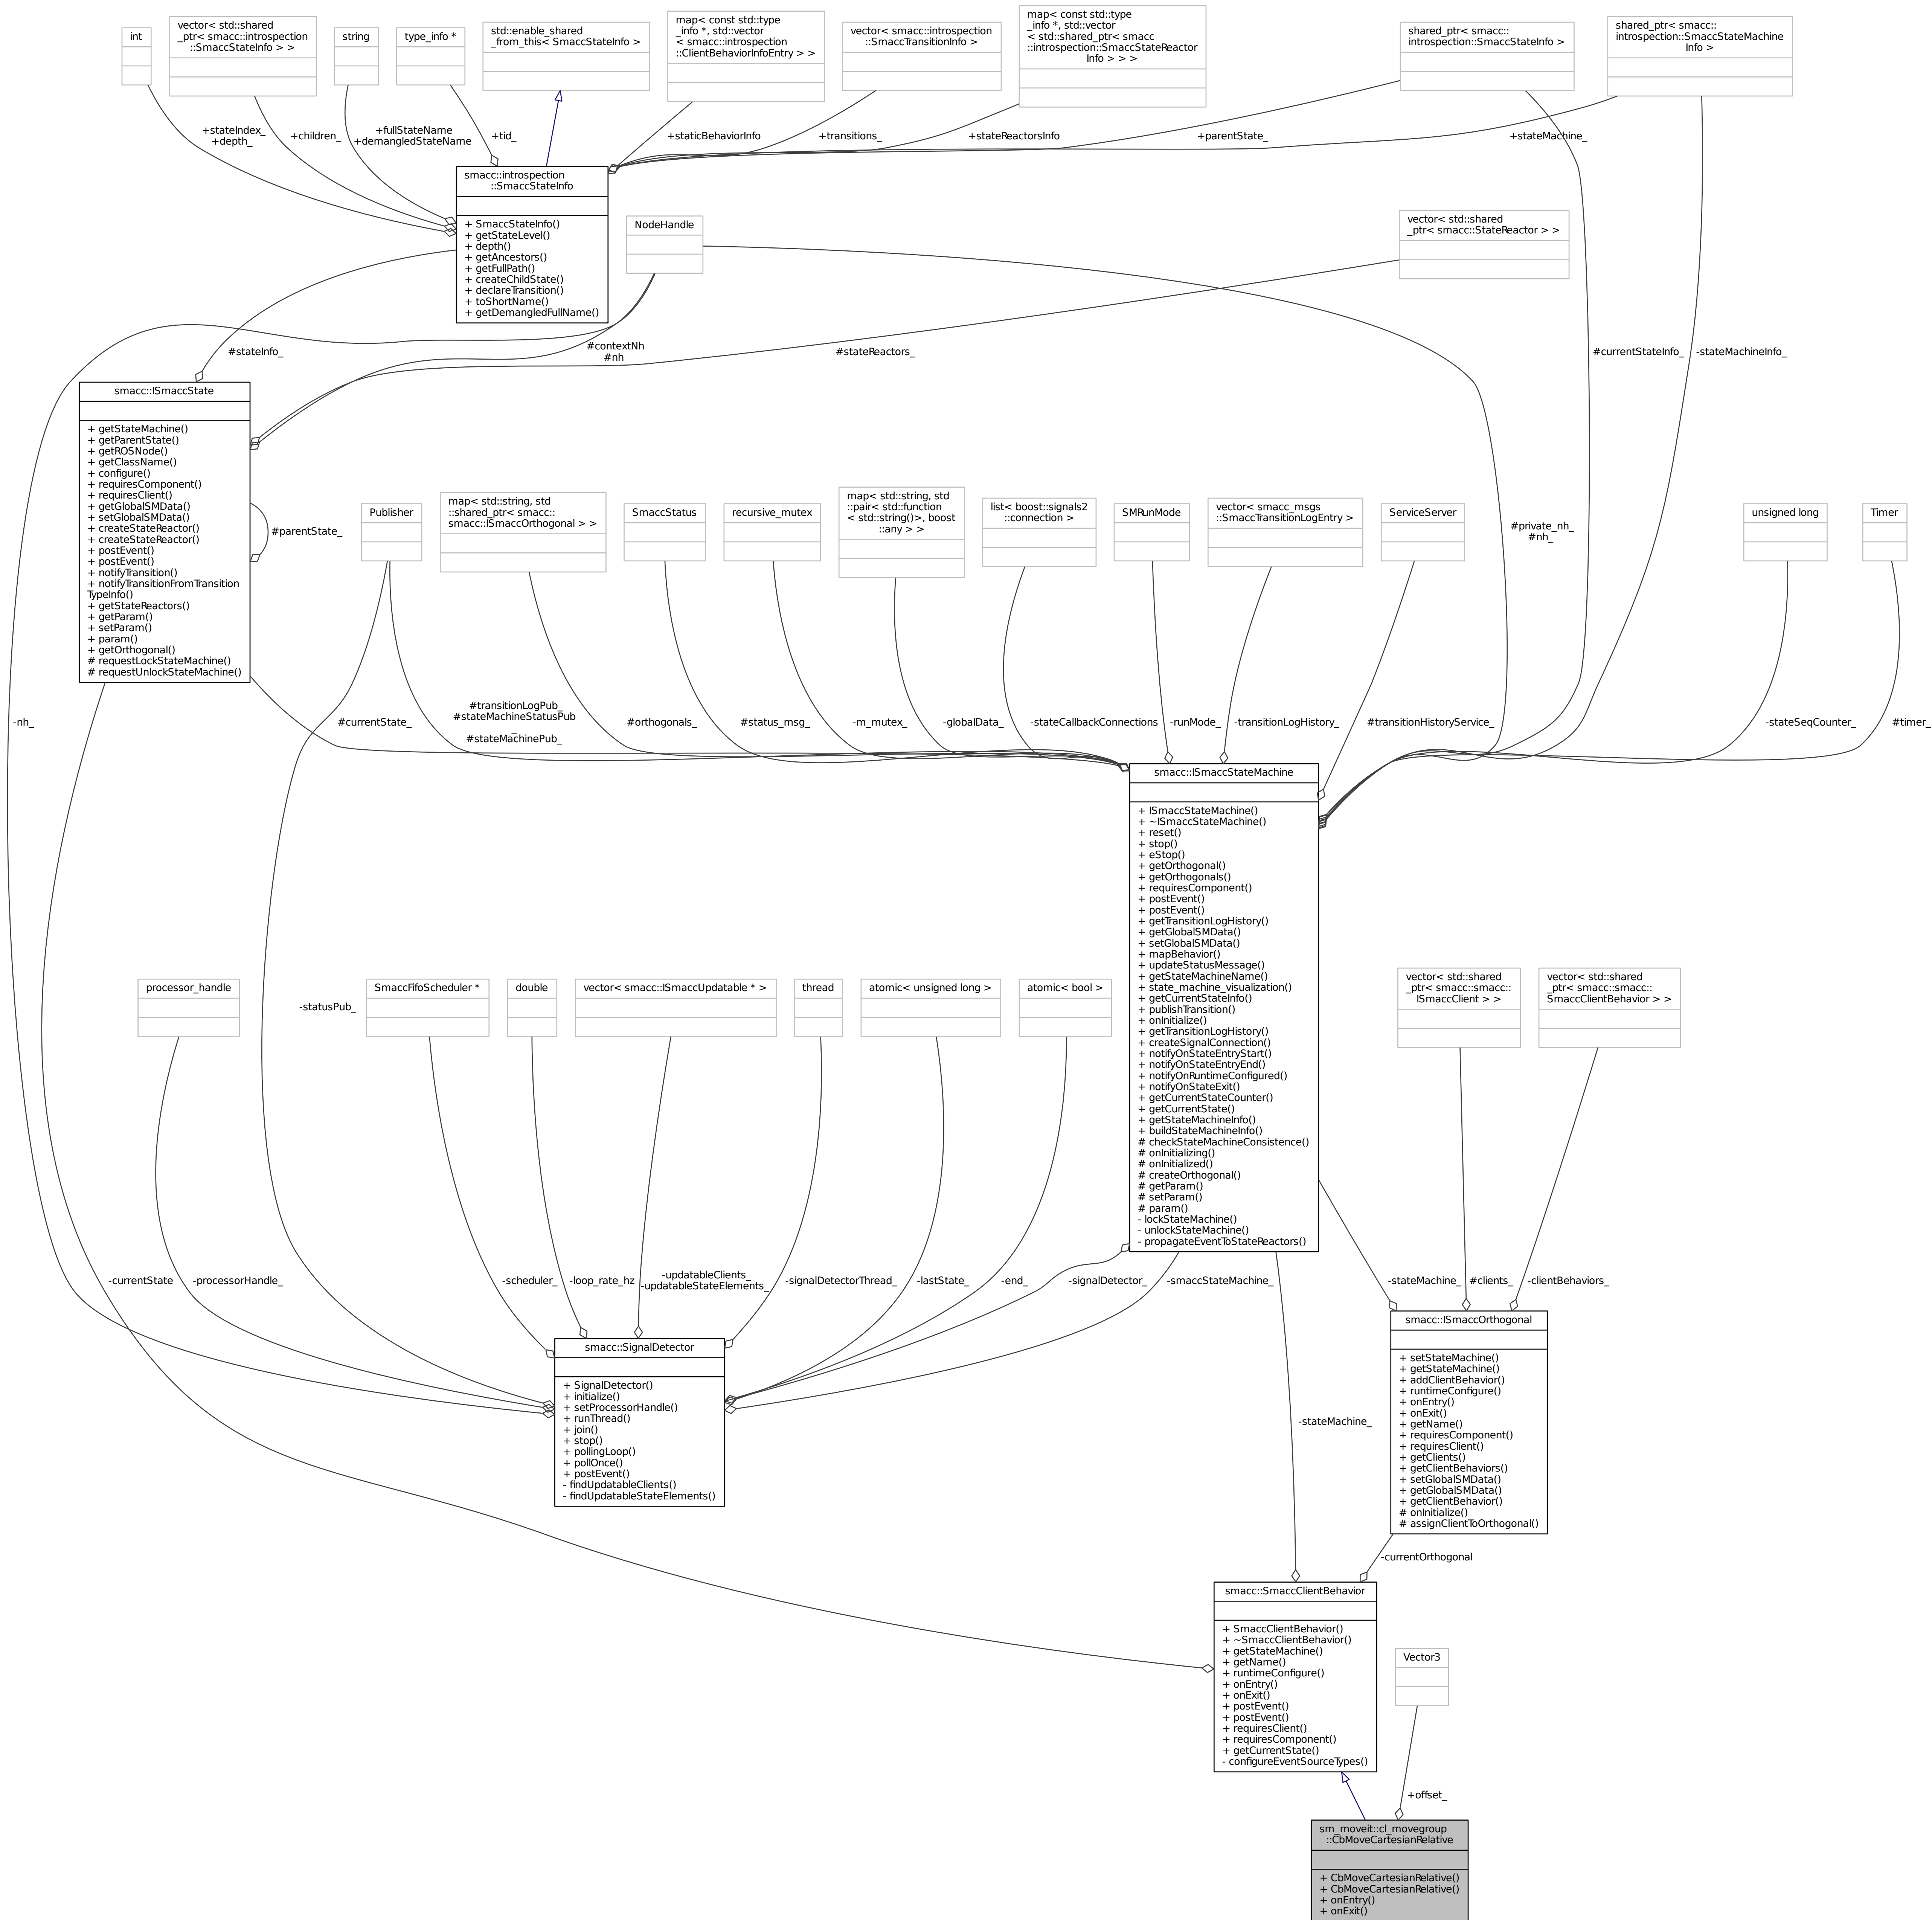 int
vector< std::shared
_ptr< smacc::introspection
::SmaccStateInfo > >
string
type_info *
std::enable_shared
_from_this< SmaccStateInfo >
map< const std::type
_info *, std::vector
< smacc::introspection
::ClientBehaviorInfoEntry > >
vector< smacc::introspection
::SmaccTransitionInfo >
map< const std::type
_info *, std::vector
< std::shared_ptr< smacc
::introspection::SmaccStateReactor
Info > > >
shared_ptr< smacc::
introspection::SmaccStateInfo >
shared_ptr< smacc::
introspection::SmaccStateMachine
Info >
+stateIndex_
+depth_
+children_
+fullStateName
+demangledStateName
+tid_
+staticBehaviorInfo
+transitions_
+stateReactorsInfo
+parentState_
+stateMachine_
smacc::introspection
::SmaccStateInfo
+ SmaccStateInfo()
+ getStateLevel()
+ depth()
+ getAncestors()
+ getFullPath()
+ createChildState()
+ declareTransition()
+ toShortName()
+ getDemangledFullName()
NodeHandle
vector< std::shared
_ptr< smacc::StateReactor > >
#stateInfo_
#contextNh
#nh
#stateReactors_
#currentStateInfo_
-stateMachineInfo_
smacc::ISmaccState
+ getStateMachine()
+ getParentState()
+ getROSNode()
+ getClassName()
+ configure()
+ requiresComponent()
+ requiresClient()
+ getGlobalSMData()
+ setGlobalSMData()
+ createStateReactor()
+ createStateReactor()
+ postEvent()
+ postEvent()
+ notifyTransition()
+ notifyTransitionFromTransition
TypeInfo()
+ getStateReactors()
+ getParam()
+ setParam()
+ param()
+ getOrthogonal()
# requestLockStateMachine()
# requestUnlockStateMachine()
#parentState_
Publisher
map< std::string, std
::shared_ptr< smacc::
smacc::ISmaccOrthogonal > >
SmaccStatus
recursive_mutex
map< std::string, std
::pair< std::function
< std::string()>, boost
::any > >
list< boost::signals2
::connection >
SMRunMode
vector< smacc_msgs
::SmaccTransitionLogEntry >
ServiceServer
#private_nh_
#nh_
unsigned long
Timer
-nh_
#currentState_
#transitionLogPub_
#stateMachineStatusPub
_
#stateMachinePub_
#orthogonals_
#status_msg_
-m_mutex_
-globalData_
-stateCallbackConnections
-runMode_
-transitionLogHistory_
#transitionHistoryService_
-stateSeqCounter_
#timer_
smacc::ISmaccStateMachine
+ ISmaccStateMachine()
+ ~ISmaccStateMachine()
+ reset()
+ stop()
+ eStop()
+ getOrthogonal()
+ getOrthogonals()
+ requiresComponent()
+ postEvent()
+ postEvent()
+ getTransitionLogHistory()
+ getGlobalSMData()
+ setGlobalSMData()
+ mapBehavior()
+ updateStatusMessage()
+ getStateMachineName()
+ state_machine_visualization()
+ getCurrentStateInfo()
+ publishTransition()
+ onInitialize()
+ getTransitionLogHistory()
+ createSignalConnection()
+ notifyOnStateEntryStart()
+ notifyOnStateEntryEnd()
+ notifyOnRuntimeConfigured()
+ notifyOnStateExit()
+ getCurrentStateCounter()
+ getCurrentState()
+ getStateMachineInfo()
+ buildStateMachineInfo()
# checkStateMachineConsistence()
# onInitializing()
# onInitialized()
# createOrthogonal()
# getParam()
# setParam()
# param()
- lockStateMachine()
- unlockStateMachine()
- propagateEventToStateReactors()
processor_handle
-statusPub_
SmaccFifoScheduler *
double
vector< smacc::ISmaccUpdatable * >
thread
atomic< unsigned long >
atomic< bool >
vector< std::shared
_ptr< smacc::smacc::
ISmaccClient > >
vector< std::shared
_ptr< smacc::smacc::
SmaccClientBehavior > >
-currentState
-processorHandle_
-scheduler_
-loop_rate_hz
-updatableClients_
-updatableStateElements_
-signalDetectorThread_
-lastState_
-end_
-signalDetector_
-smaccStateMachine_
-stateMachine_
#clients_
-clientBehaviors_
smacc::SignalDetector
+ SignalDetector()
+ initialize()
+ setProcessorHandle()
+ runThread()
+ join()
+ stop()
+ pollingLoop()
+ pollOnce()
+ postEvent()
- findUpdatableClients()
- findUpdatableStateElements()
-stateMachine_
smacc::ISmaccOrthogonal
+ setStateMachine()
+ getStateMachine()
+ addClientBehavior()
+ runtimeConfigure()
+ onEntry()
+ onExit()
+ getName()
+ requiresComponent()
+ requiresClient()
+ getClients()
+ getClientBehaviors()
+ setGlobalSMData()
+ getGlobalSMData()
+ getClientBehavior()
# onInitialize()
# assignClientToOrthogonal()
-currentOrthogonal
smacc::SmaccClientBehavior
+ SmaccClientBehavior()
+ ~SmaccClientBehavior()
+ getStateMachine()
+ getName()
+ runtimeConfigure()
+ onEntry()
+ onExit()
+ postEvent()
+ postEvent()
+ requiresClient()
+ requiresComponent()
+ getCurrentState()
- configureEventSourceTypes()
Vector3
+offset_
sm_moveit::cl_movegroup
::CbMoveCartesianRelative
+ CbMoveCartesianRelative()
+ CbMoveCartesianRelative()
+ onEntry()
+ onExit()